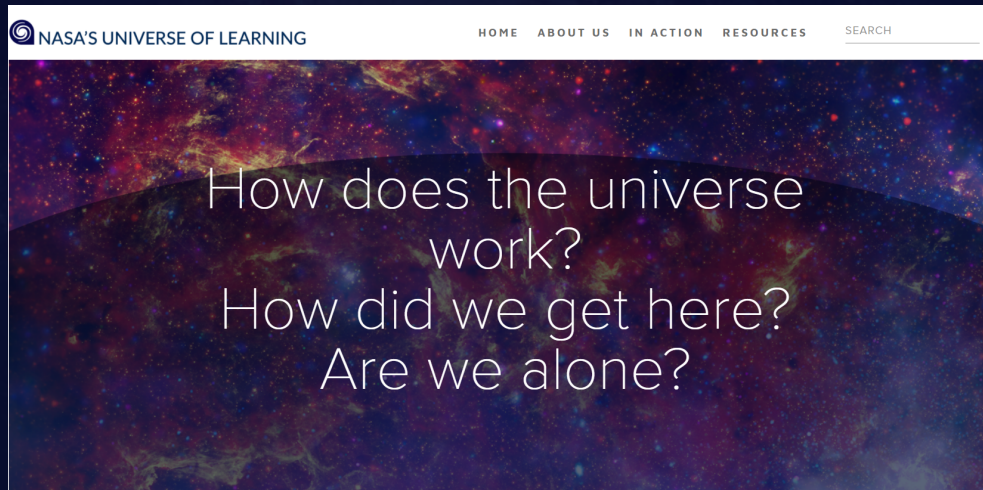 NASA'S UNIVERSE OF LEARNING
HOME ABOUT US IN ACTION RESOURCES
SEARCH
How does the universe
work?
How did we get here?
Are we alone?